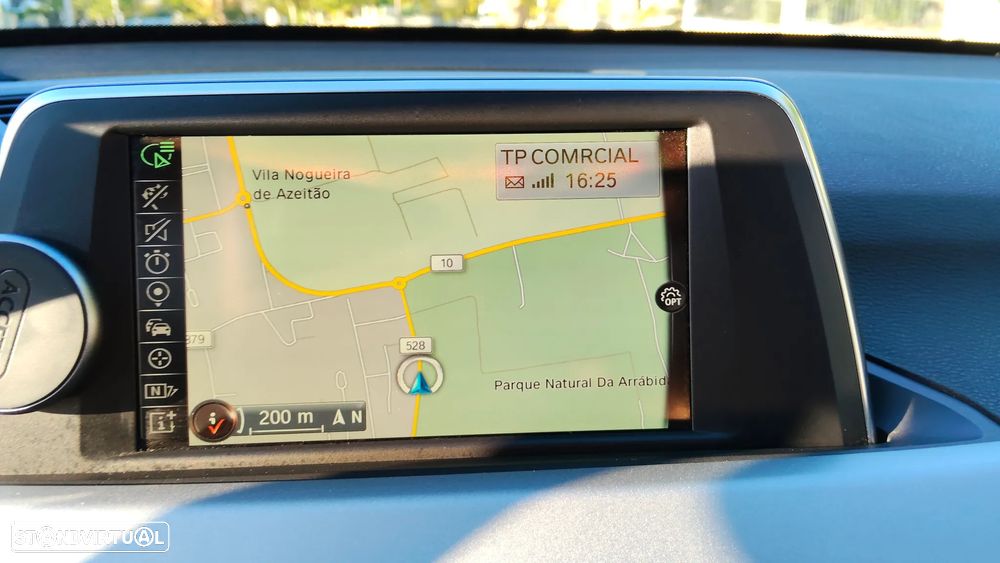 Vila Nogueira
de Azeitão
TP COMRCIAL
16:25
10
OPT
379
528
Parque Natural Da Arrábid
N
200 m
N
STANDVIRTUAL